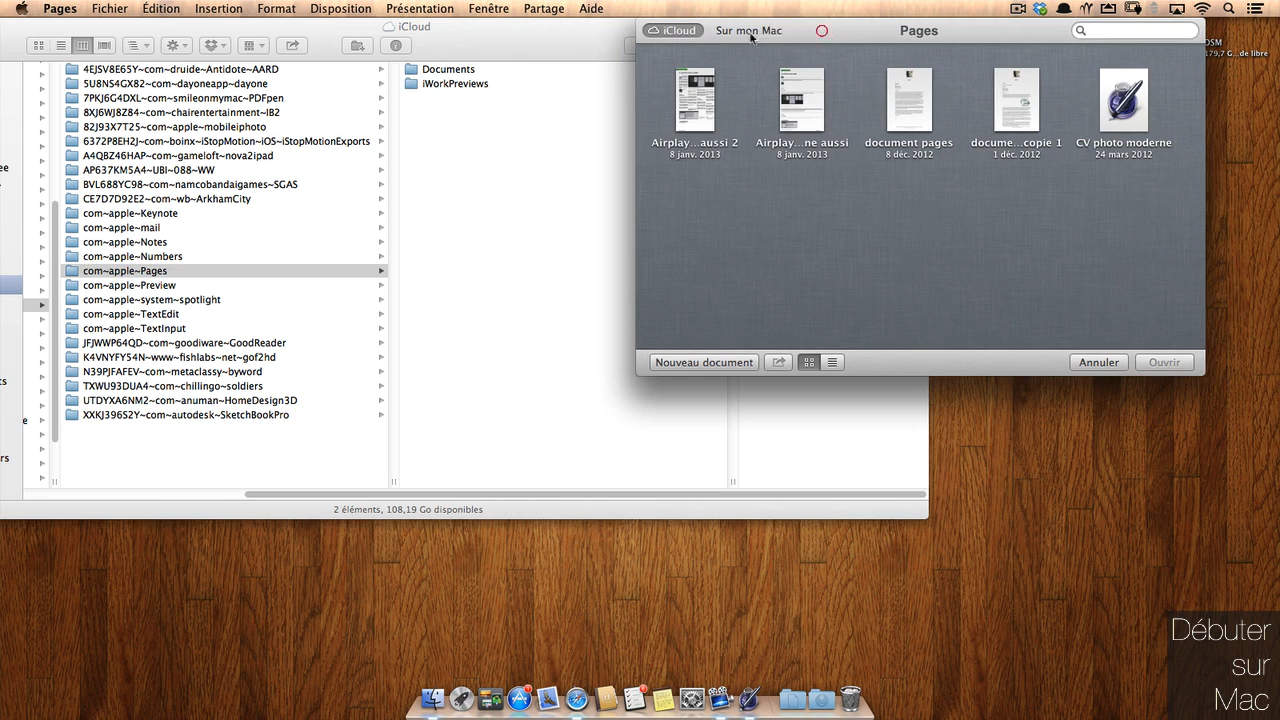 Pages Fichier Édition Insertion Format Disposition Présentation Fenêtre Partage Aide
iCloud
4EJSV8E65Y~com~druide~Antidote~AARD
5U8NS4GX82~com~dayoneapp~dayone
7PKJ6G4DXL~com~smileonmymac~PDFpen
8XJ6WJ8Z84~com~chairentertainment~IB2
82J93X7T25~com~apple~mobileiphoto
6372P8EJH2~com~boinx~iStopMotion~iOS~iStopMotionExports
A4QBZ46HAP~com~gameloft~nova2ipad
AP637KM5A4~UBI~088~WW
BVL688YC98~com~namcobandaigames~SGAS
CE7D7D92E2~com~wb~ArkhamCity
com~apple~Keynote
com~apple~mail
com~apple~Notes
com~apple~Numbers
com~apple~Pages
com~apple~Preview
com~apple~system~spotlight
com~apple~TextEdit
com~apple~TextInput
JFJWWP64QD~com~goodiware~GoodReader
K4VNYFY54N~www~fishlabs~net~gof2hd
N39PJFAFEV~com~metaclassy~byword
TXWU93DUA4~com~chillingo~soldiers
UTDYXA6NM2~com~anuman~HomeDesign3D
XXKJ396S2Y~com~autodesk~SketchBookPro
Documents
iWorkPreviews
2 éléments, 108,19 Go disponibles
iCloud Sur mon Mac Pages
Airplay...aussi 2
8 janv. 2013
Airplay...ne aussi
8 janv. 2013
document pages
8 déc. 2012
docume...copie 1
1 déc. 2012
CV photo moderne
24 mars 2012
Nouveau document Annuler Ouvrir
DSM
179,7 G...de libre
Débuter
sur
Mac